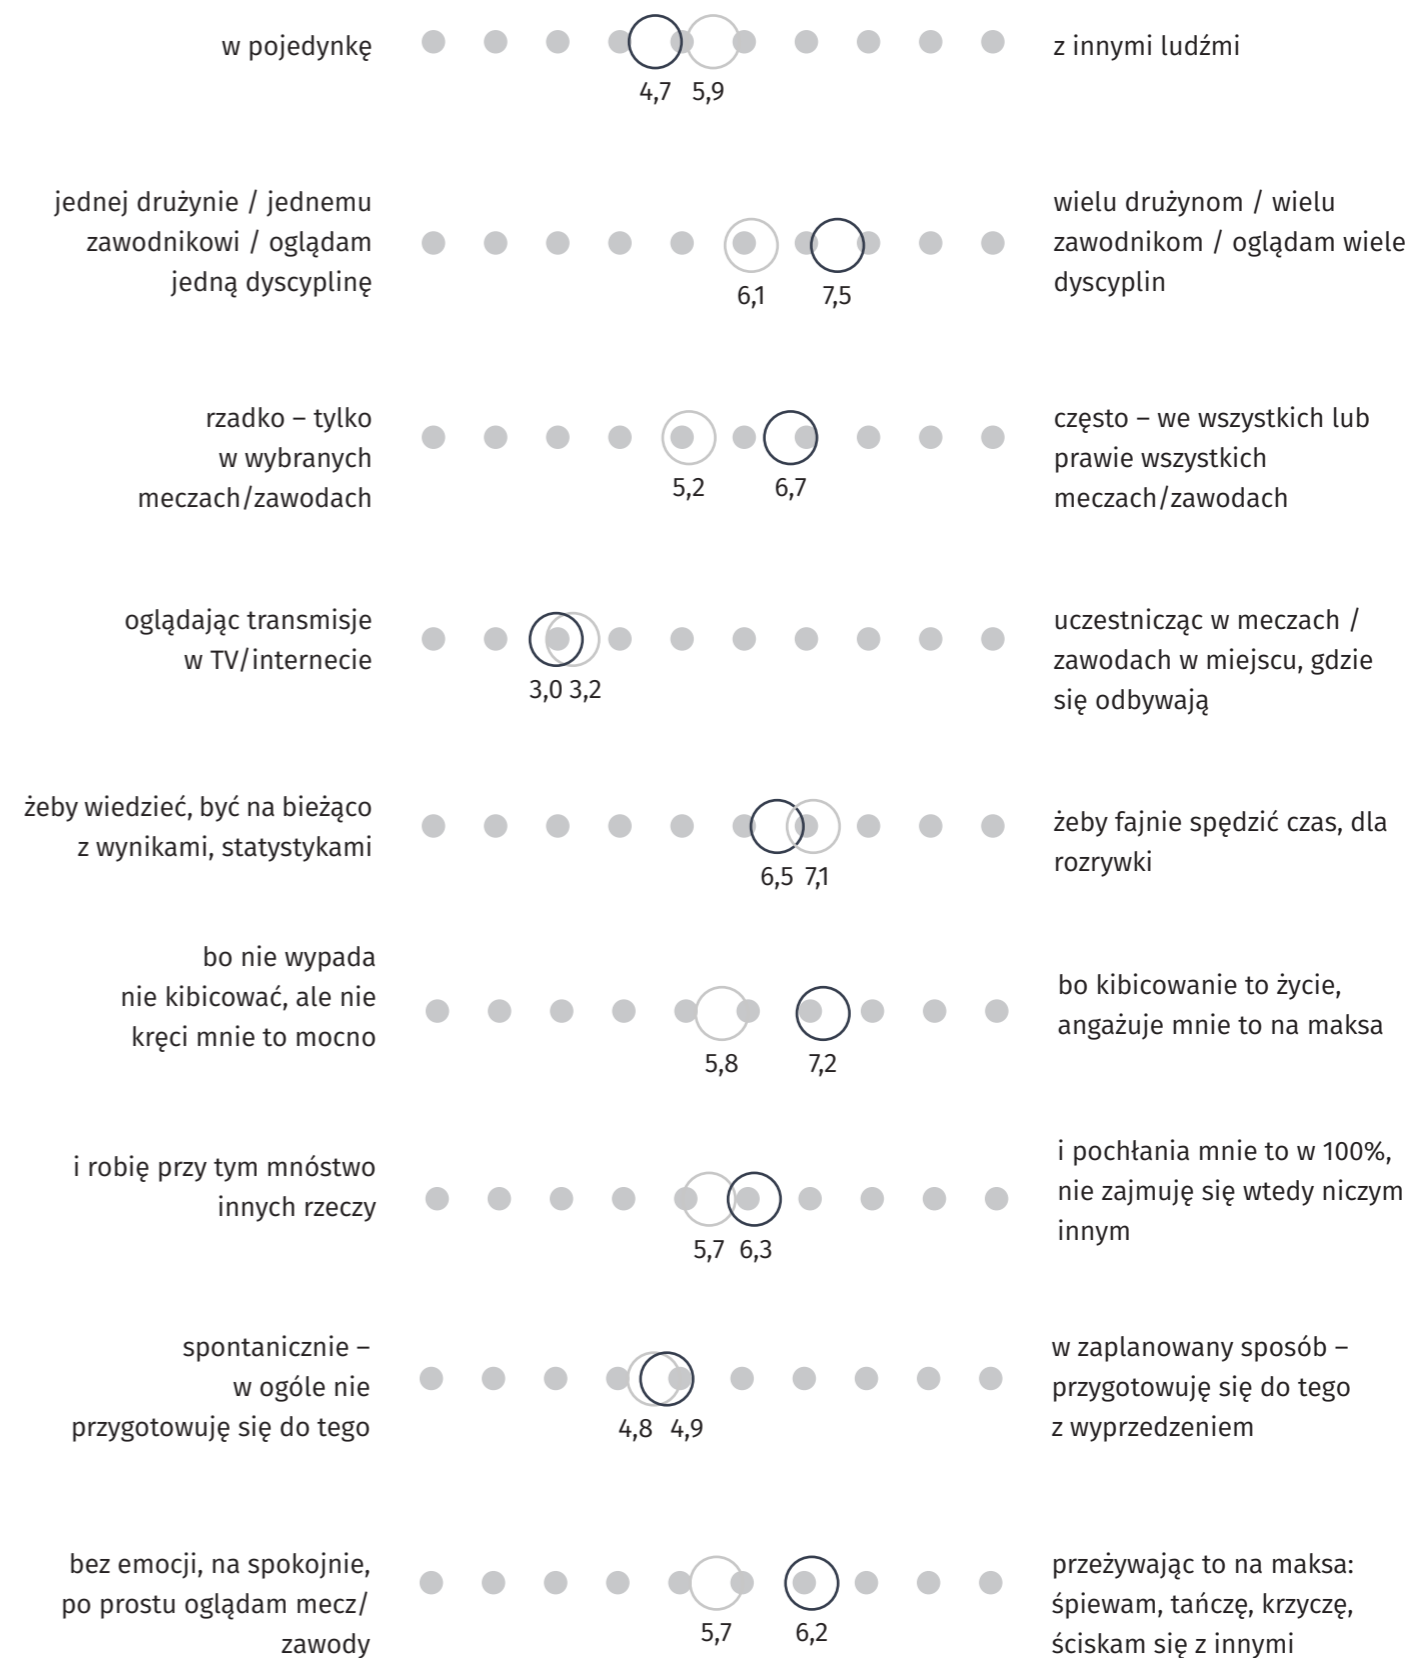 w pojedynkę
z innymi ludźmi
4,7 5,9
jednej drużynie / jednemu
zawodnikowi / oglądam
jedną dyscyplinę
wielu drużynom / wielu
zawodnikom / oglądam wiele
dyscyplin
6,1 7,5
rzadko – tylko
w wybranych
meczach/zawodach
często – we wszystkich lub
prawie wszystkich
meczach/zawodach
5,2 6,7
oglądając transmisje
w TV/internecie
uczestnicząc w meczach /
zawodach w miejscu, gdzie
się odbywają
3,0 3,2
żeby wiedzieć, być na bieżąco
z wynikami, statystykami
żeby fajnie spędzić czas, dla
rozrywki
6,5 7,1
bo nie wypada
nie kibicować, ale nie
kręci mnie to mocno
bo kibicowanie to życie,
angażuje mnie to na maksa
5,8 7,2
i robię przy tym mnóstwo
innych rzeczy
i pochłania mnie to w 100%,
nie zajmuję się wtedy niczym
innym
5,7 6,3
spontanicznie –
w ogóle nie
przygotowuję się do tego
w zaplanowany sposób –
przygotowuję się do tego
z wyprzedzeniem
4,8 4,9
bez emocji, na spokojnie,
po prostu oglądam mecz/
zawody
przeżywając to na maksa:
śpiewam, tańczę, krzyczę,
ściskam się z innymi
5,7 6,2